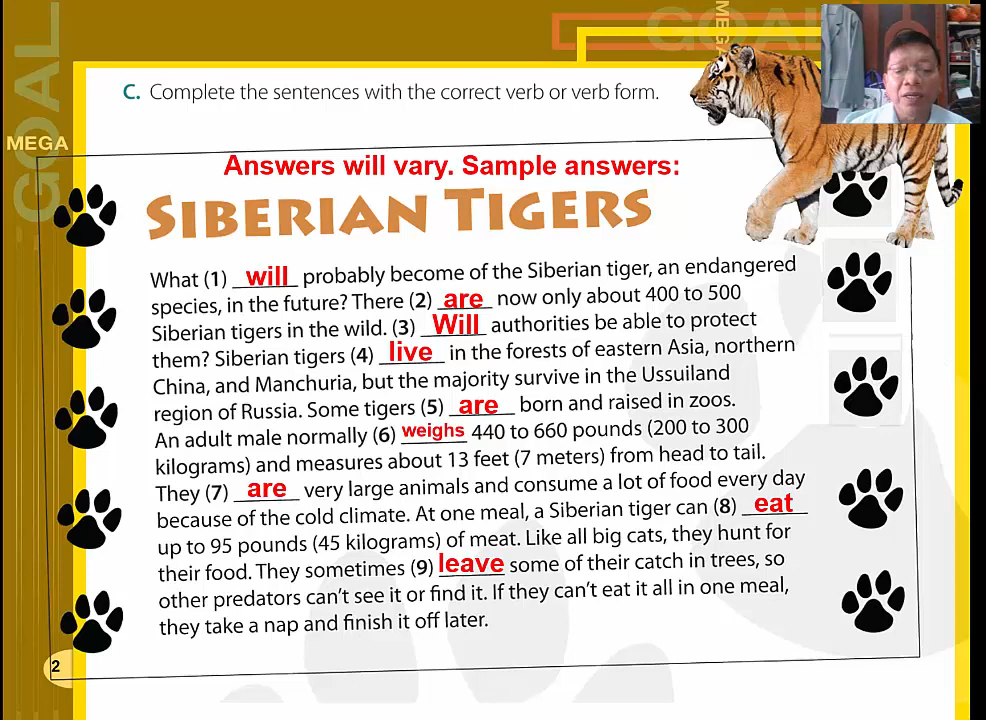 GOAL
MEGA
GOAL
MEGA
C. Complete the sentences with the correct verb or verb form.
Answers will vary. Sample answers:
SIBERIAN TIGERS
What (1) will probably become of the Siberian tiger, an endangered
species, in the future? There (2) are now only about 400 to 500
Siberian tigers in the wild. (3) Will authorities be able to protect
them? Siberian tigers (4) live in the forests of eastern Asia, northern
China, and Manchuria, but the majority survive in the Ussuiland
region of Russia. Some tigers (5) are born and raised in zoos.
An adult male normally (6) weighs 440 to 660 pounds (200 to 300
kilograms) and measures about 13 feet (7 meters) from head to tail.
They (7) are very large animals and consume a lot of food every day
because of the cold climate. At one meal, a Siberian tiger can (8) eat
up to 95 pounds (45 kilograms) of meat. Like all big cats, they hunt for
their food. They sometimes (9) leave some of their catch in trees, so
other predators can't see it or find it. If they can't eat it all in one meal,
they take a nap and finish it off later.
2